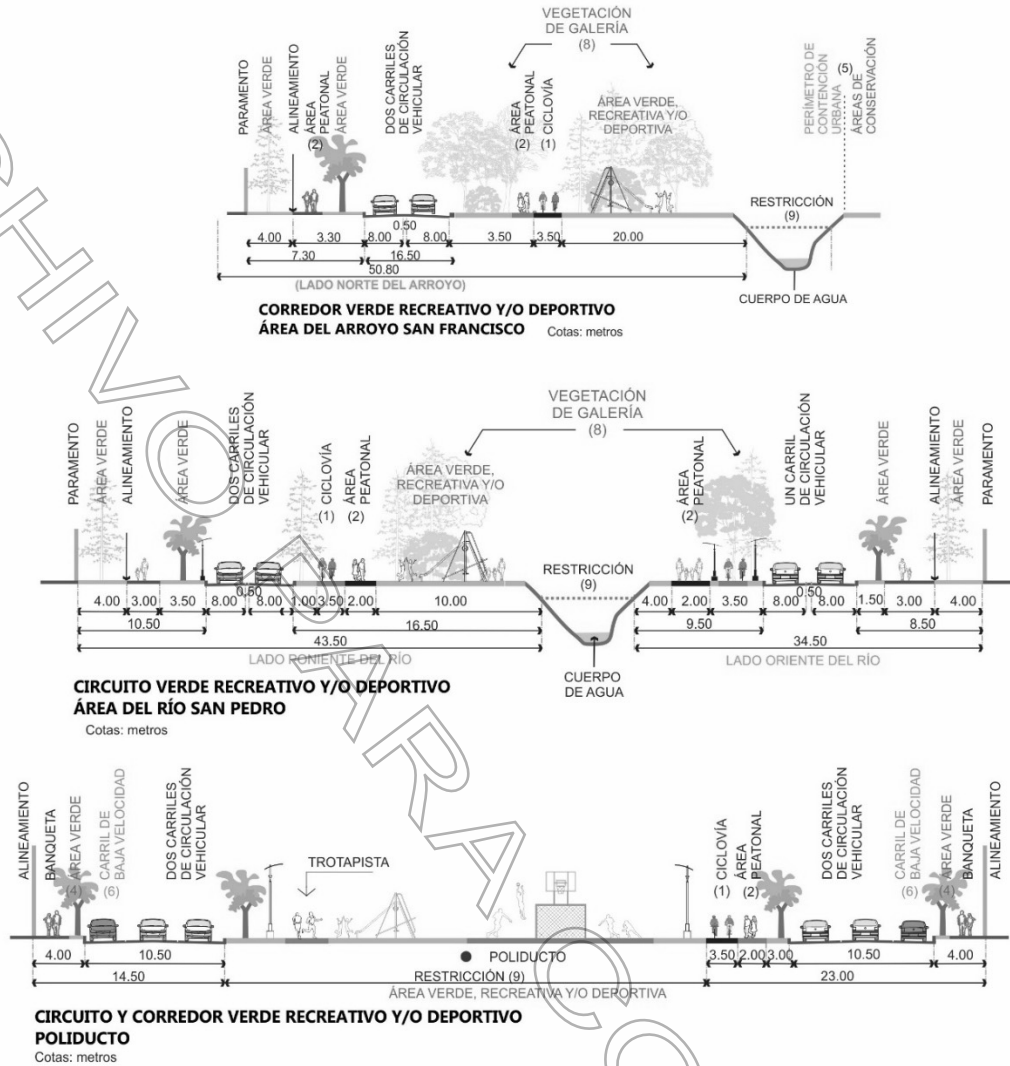 VEGETACIÓN
DE GALERÍA
(8)
PARAMENTO
ÁREA VERDE
ALINEAMIENTO
ÁREA
PEATONAL
(2)
ÁREA VERDE
DOS CARRILES
DE CIRCULACIÓN
VEHICULAR
ÁREA
PEATONAL
(2)
CICLOVÍA
(1)
ÁREA VERDE,
RECREATIVA Y/O
DEPORTIVA
PERÍMETRO DE
CONTENCIÓN
URBANA
(5)
ÁREAS DE
CONSERVACIÓN
RESTRICCIÓN
(9)
0.50
4.00 3.30 8.00 8.00 3.50 3.50 20.00
7.30 16.50
50.80
(LADO NORTE DEL ARROYO)
CUERPO DE AGUA
CORREDOR VERDE RECREATIVO Y/O DEPORTIVO
ÁREA DEL ARROYO SAN FRANCISCO Cotas: metros
VEGETACIÓN
DE GALERÍA
(8)
PARAMENTO
ÁREA VERDE
ALINEAMIENTO
ÁREA VERDE
DOS CARRILES
DE CIRCULACIÓN
VEHICULAR
CICLOVÍA
(1)
ÁREA
PEATONAL
(2)
ÁREA VERDE,
RECREATIVA Y/O
DEPORTIVA
ÁREA
PEATONAL
(2)
UN CARRIL
DE CIRCULACIÓN
VEHICULAR
ÁREA VERDE
ALINEAMIENTO
ÁREA VERDE
PARAMENTO
RESTRICCIÓN
(9)
0.50 0.50
4.00 3.00 3.50 8.00 8.00 1.00 3.50 2.00 10.00 4.00 2.00 3.50 8.00 8.00 1.50 3.00 4.00
10.50 16.50 9.50 8.50
43.50 34.50
LADO PONIENTE DEL RÍO LADO ORIENTE DEL RÍO
CUERPO
DE AGUA
CIRCUITO VERDE RECREATIVO Y/O DEPORTIVO
ÁREA DEL RÍO SAN PEDRO
Cotas: metros
ALINEAMIENTO
BANQUETA
ÁREA VERDE
(4)
CARRIL DE
BAJA VELOCIDAD
(6)
DOS CARRILES
DE CIRCULACIÓN
VEHICULAR
TROTAPISTA
CICLOVÍA
(1)
ÁREA
PEATONAL
(2)
DOS CARRILES
DE CIRCULACIÓN
VEHICULAR
CARRIL DE
BAJA VELOCIDAD
(6)
ÁREA VERDE
(4)
BANQUETA
ALINEAMIENTO
POLIDUCTO
4.00 10.50 3.50 2.00 3.00 10.50 4.00
14.50 RESTRICCIÓN (9) 23.00
ÁREA VERDE, RECREATIVA Y/O DEPORTIVA
CIRCUITO Y CORREDOR VERDE RECREATIVO Y/O DEPORTIVO
POLIDUCTO
Cotas: metros